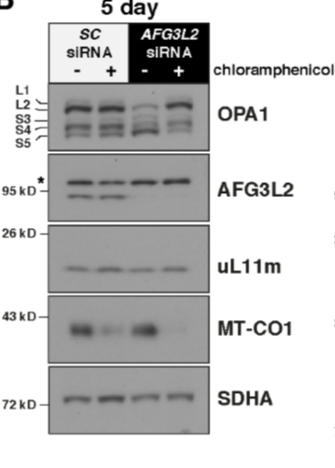 B
5 day
SC siRNA
AFG3L2 siRNA
- + - + chloramphenicol
L1
L2
S3
S4
S5
OPA1
*
95 kD
AFG3L2
26 kD
uL11m
43 kD
MT-CO1
72 kD
SDHA